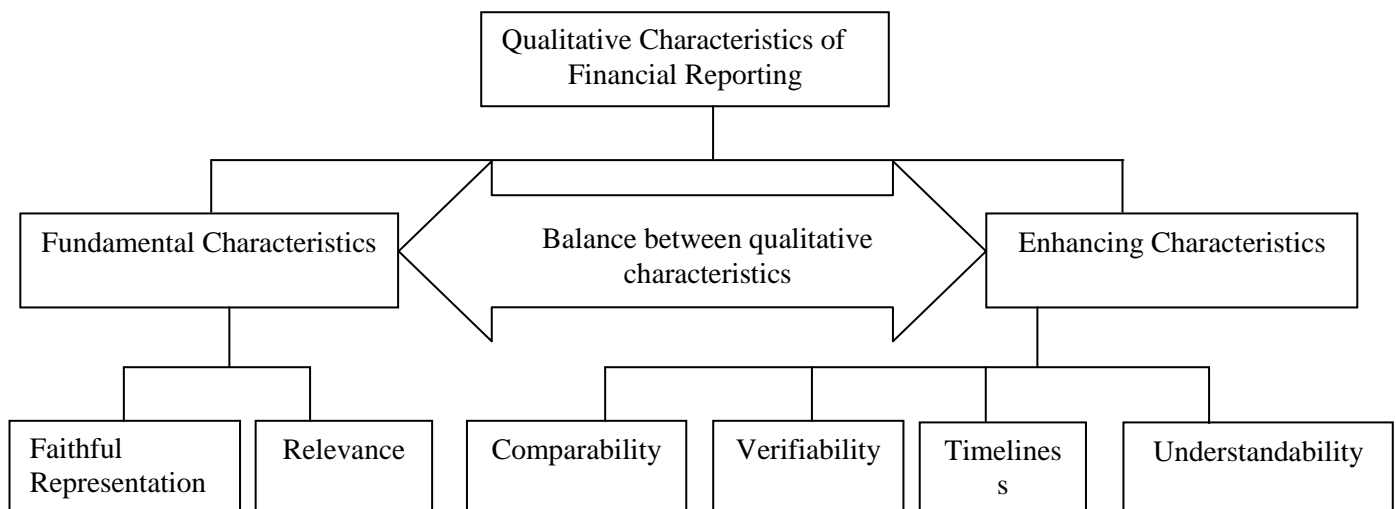 Qualitative Characteristics of
Financial Reporting
Fundamental Characteristics
Balance between qualitative
characteristics
Enhancing Characteristics
Faithful
Representation
Relevance
Comparability
Verifiability
Timelines
s
Understandability